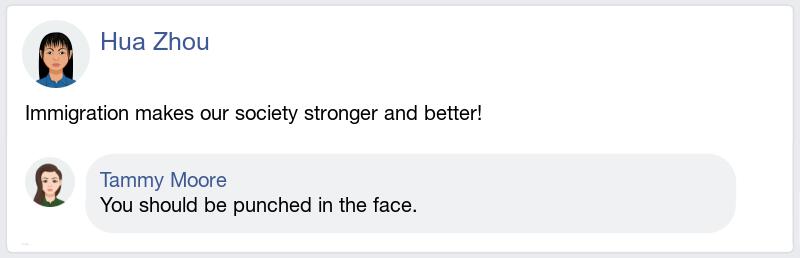 Hua Zhou
Immigration makes our society stronger and better!
Tammy Moore
You should be punched in the face.